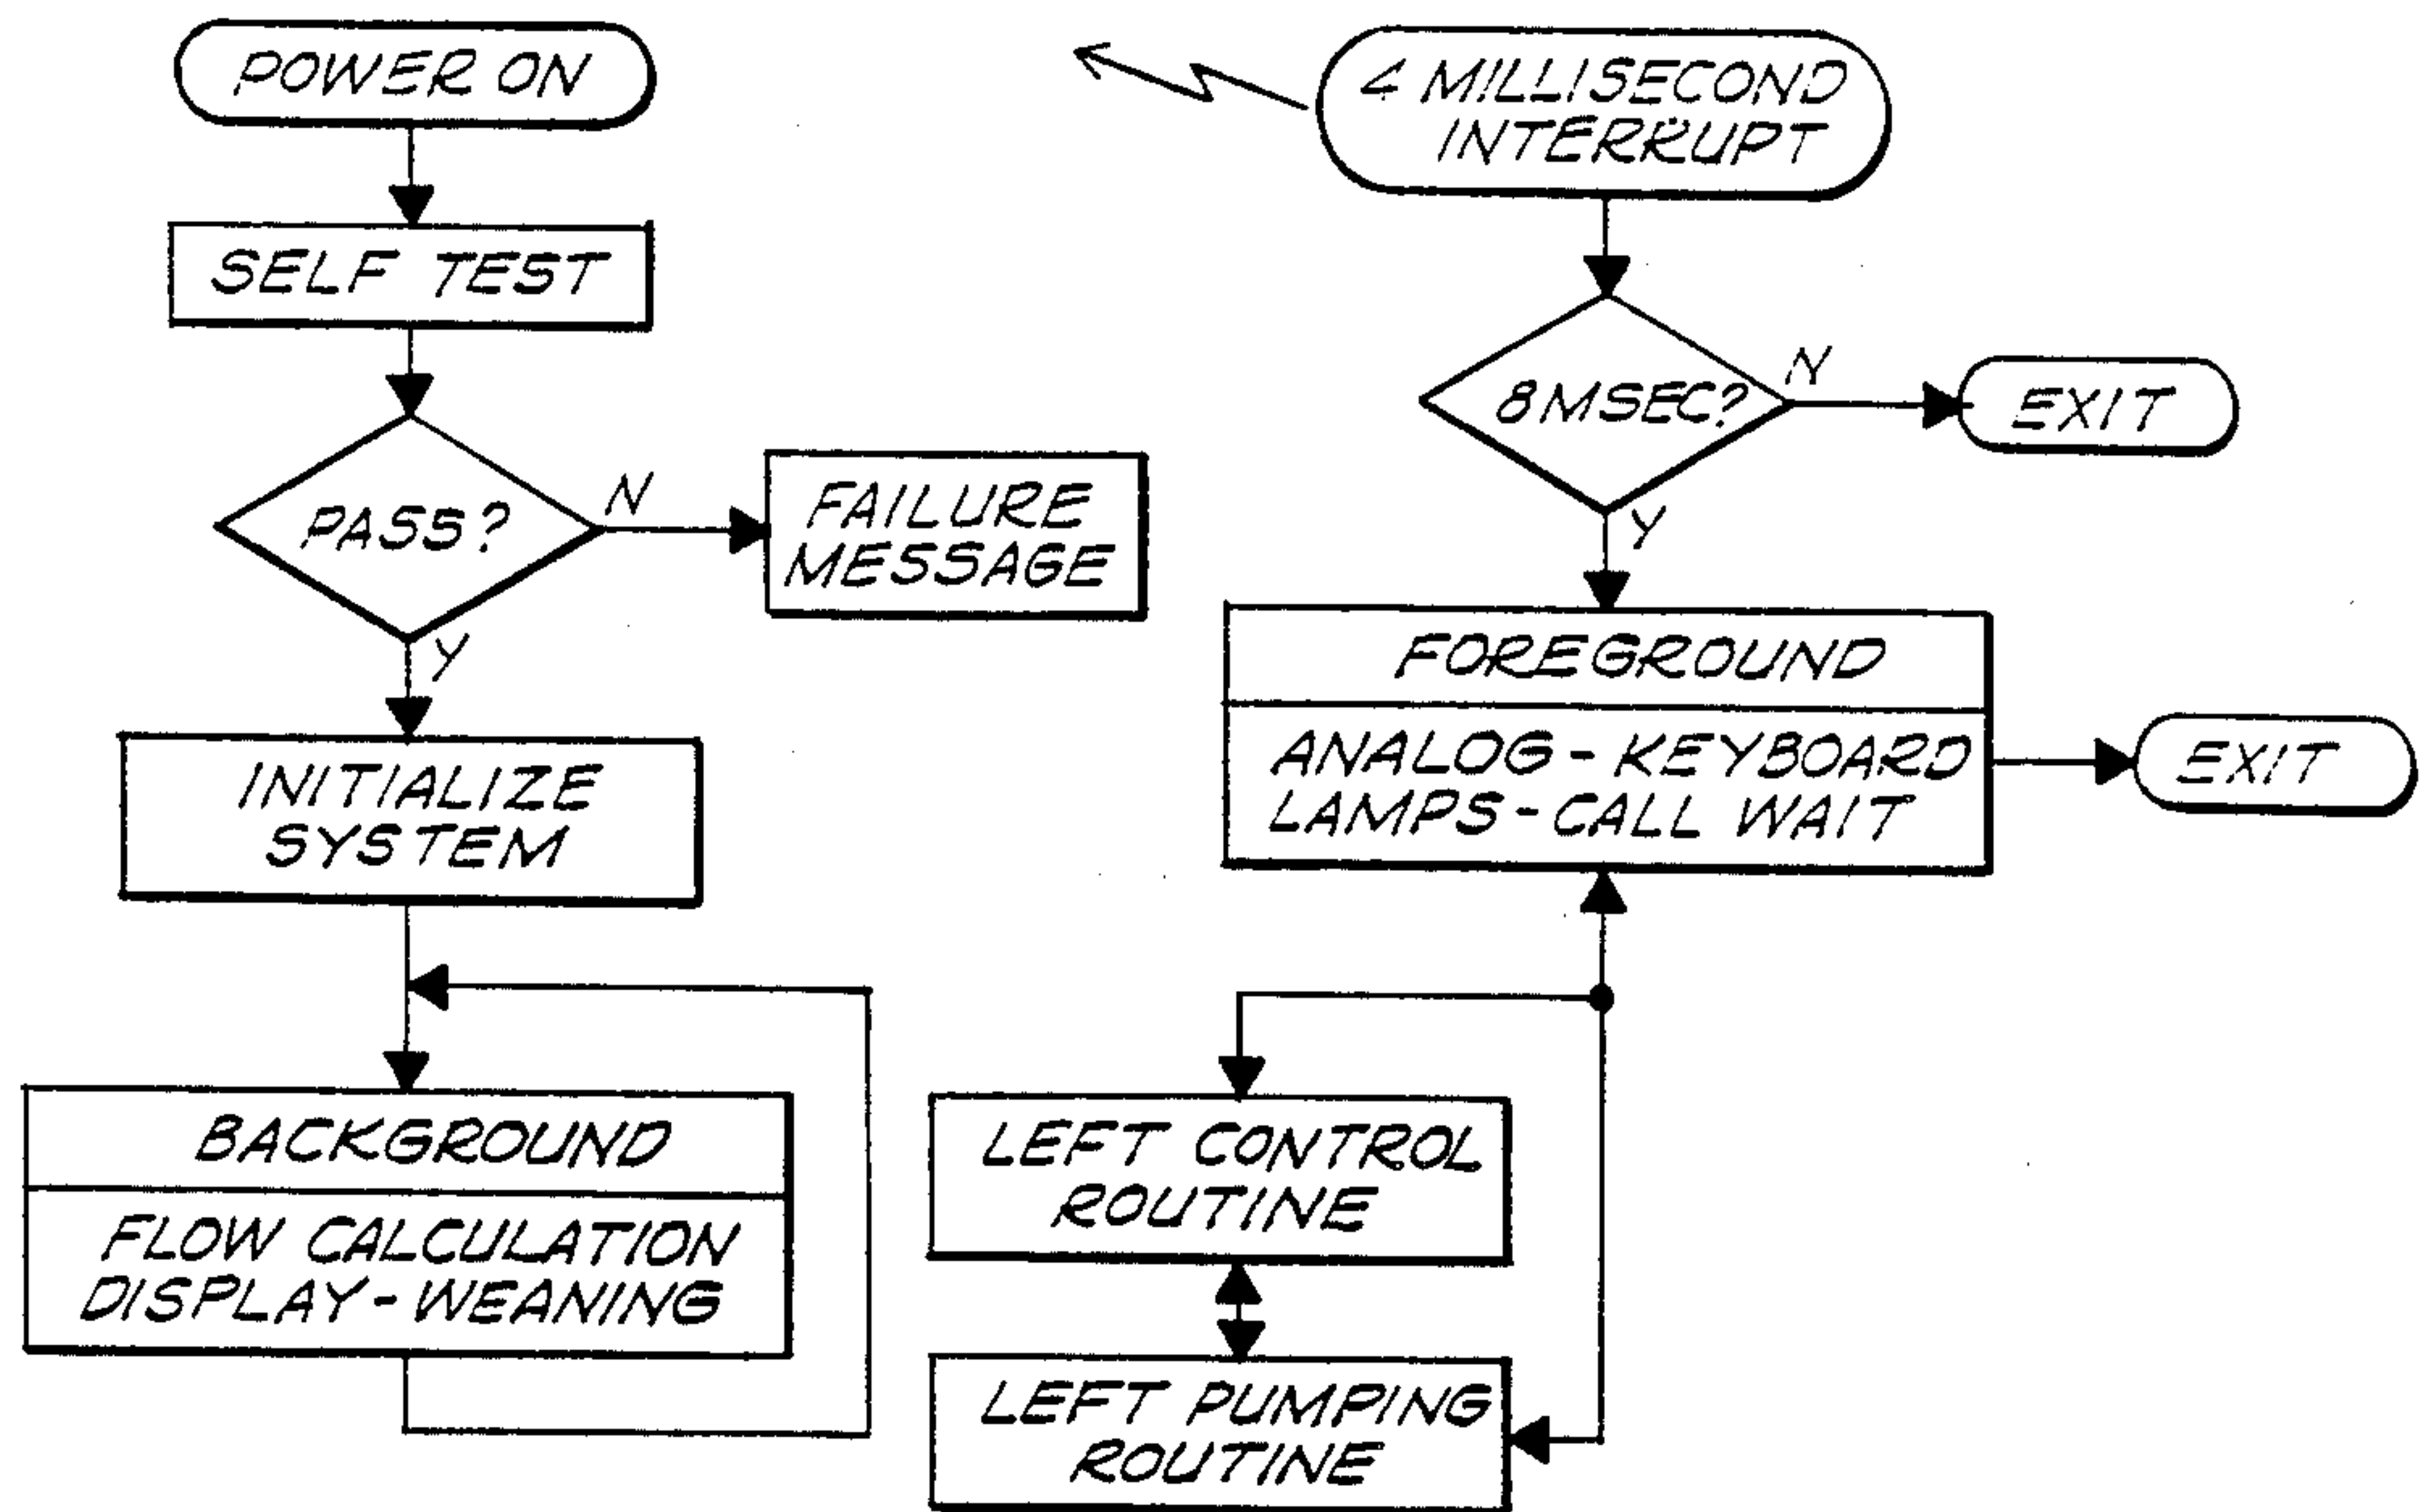 POWER ON
SELF TEST
PASS?
N
FAILURE
MESSAGE
Y
INITIALIZE
SYSTEM
BACKGROUND
FLOW CALCULATION
DISPLAY-WEANING
4 MILLISECOND
INTERRUPT
8 MSEC?
N
EXIT
Y
FOREGROUND
ANALOG-KEYBOARD
LAMPS-CALL WAIT
EXIT
LEFT CONTROL
ROUTINE
LEFT PUMPING
ROUTINE